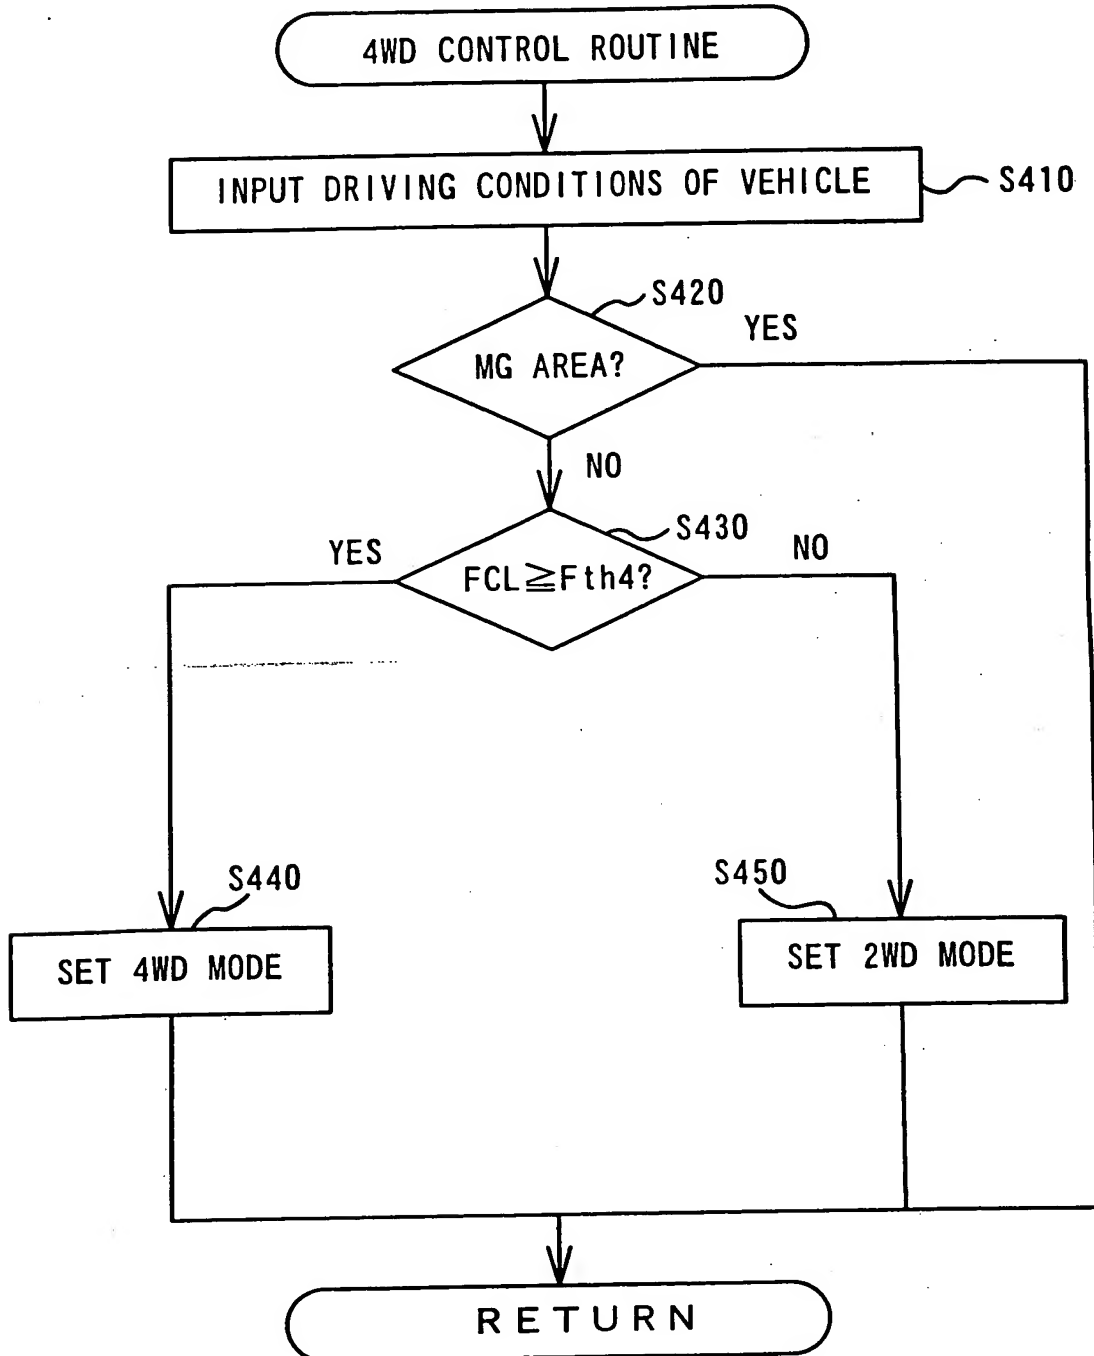 4WD CONTROL ROUTINE
INPUT DRIVING CONDITIONS OF VEHICLE
S410
S420
YES
MG AREA?
NO
S430
YES
NO
FCL≧Fth4?
S440
S450
SET 4WD MODE
SET 2WD MODE
RETURN